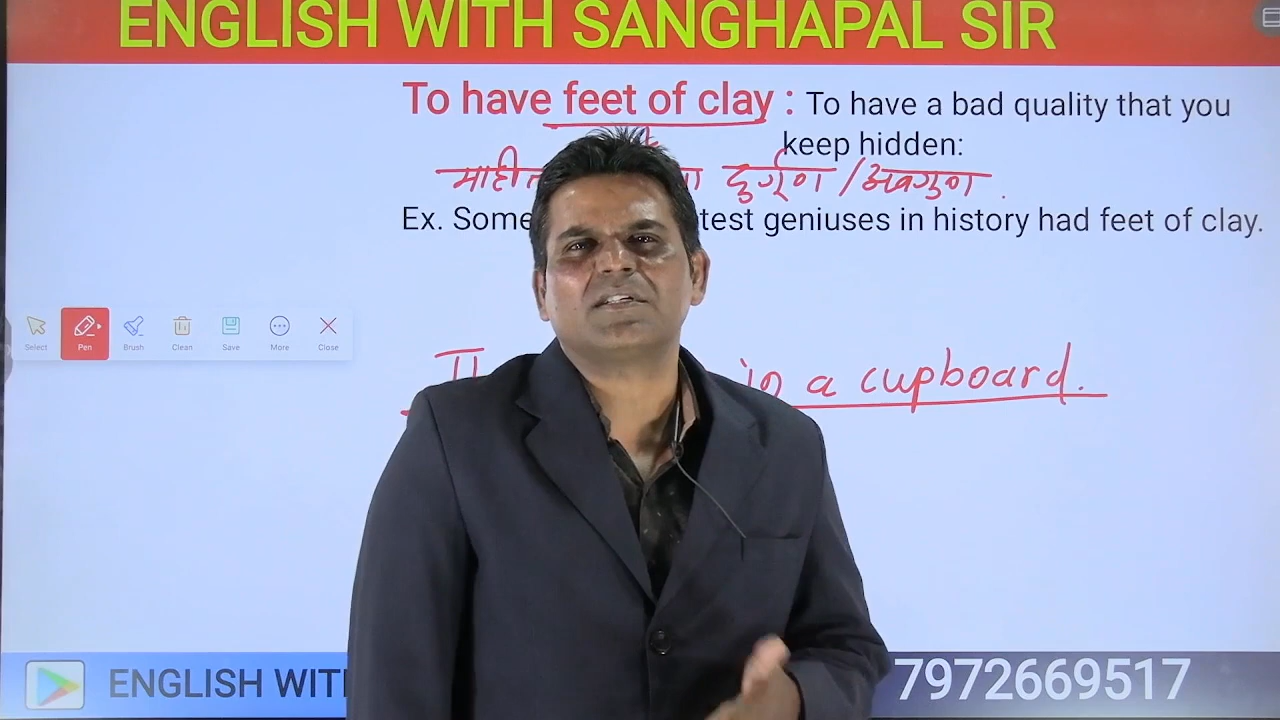 ENGLISH WITH SANGHAPAL SIR
To have feet of clay : To have a bad quality that you
keep hidden:
दुर्गुण / अवगुण .
Ex. Some test geniuses in history had feet of clay.
Select Pen Brush Clean Save More Close
in a cupboard.
ENGLISH WITH 7972669517